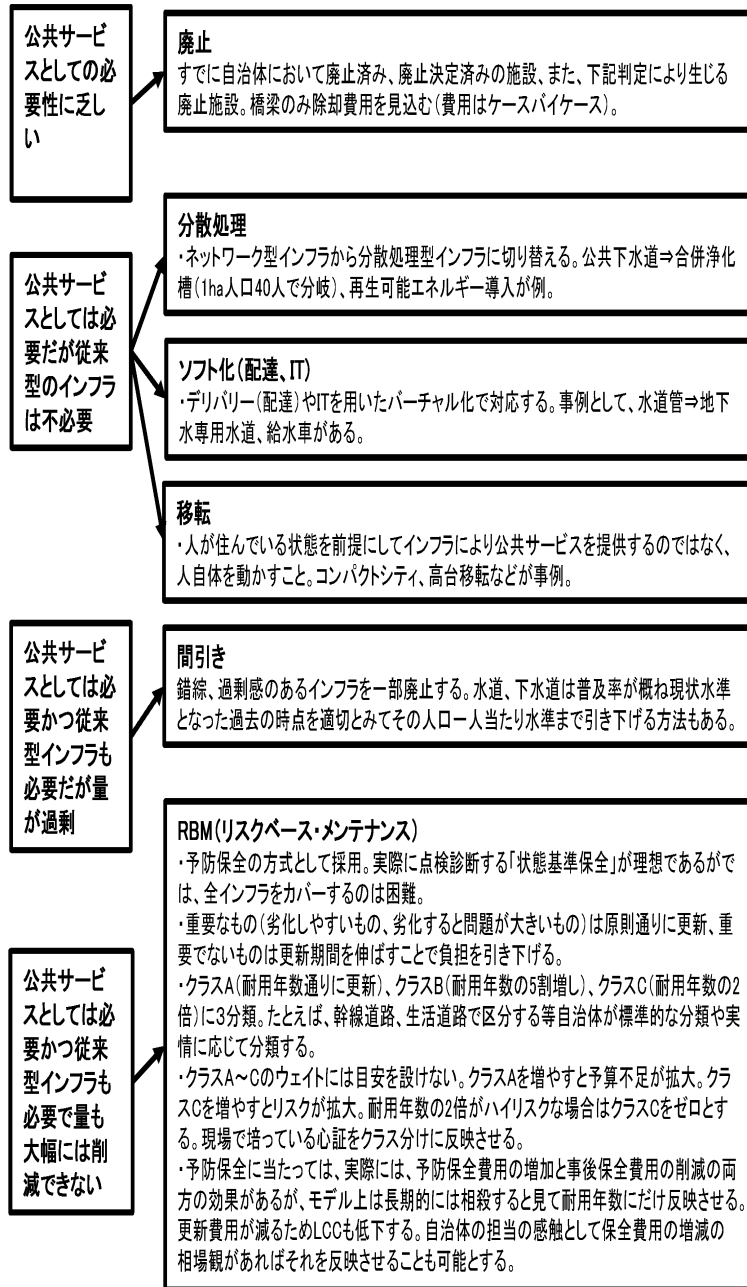 公共サービ
スとしての必
要性に乏し
い
廃止
すでに自治体において廃止済み、廃止決定済みの施設、また、下記判定により生じる
廃止施設。橋梁のみ除却費用を見込む(費用はケースバイケース)。
公共サービ
スとしては必
要だが従来
型のインフラ
は不必要
分散処理
・ネットワーク型インフラから分散処理型インフラに切り替える。公共下水道⇒合併浄化
槽(1ha人口40人で分岐)、再生可能エネルギー導入が例。
ソフト化(配達、IT)
・デリバリー(配達)やITを用いたバーチャル化で対応する。事例として、水道管⇒地下
水専用水道、給水車がある。
移転
・人が住んでいる状態を前提にしてインフラにより公共サービスを提供するのではなく、
人自体を動かすこと。コンパクトシティ、高台移転などが事例。
公共サービ
スとしては必
要かつ従来
型インフラも
必要だが量
が過剰
間引き
錯綜、過剰感のあるインフラを一部廃止する。水道、下水道は普及率が概ね現状水準
となった過去の時点を適切とみてその人口一人当たり水準まで引き下げる方法もある。
公共サービ
スとしては必
要かつ従来
型インフラも
必要で量も
大幅には削
減できない
RBM(リスクベース・メンテナンス)
・予防保全の方式として採用。実際に点検診断する「状態基準保全」が理想であるがで
は、全インフラをカバーするのは困難。
・重要なもの(劣化しやすいもの、劣化すると問題が大きいもの)は原則通りに更新、重
要でないものは更新期間を伸ばすことで負担を引き下げる。
・クラスA(耐用年数通りに更新)、クラスB(耐用年数の5割増し)、クラスC(耐用年数の2
倍)に3分類。たとえば、幹線道路、生活道路で区分する等自治体が標準的な分類や実
情に応じて分類する。
・クラスA～Cのウェイトには目安を設けない。クラスAを増やすと予算不足が拡大。クラ
スCを増やすとリスクが拡大。耐用年数の2倍がハイリスクな場合はクラスCをゼロとす
る。現場で培っている心証をクラス分けに反映させる。
・予防保全に当たっては、実際には、予防保全費用の増加と事後保全費用の削減の両
方の効果があるが、モデル上は長期的には相殺すると見て耐用年数にだけ反映させる。
更新費用が減るためLCCも低下する。自治体の担当の感触として保全費用の増減の
相場観があればそれを反映させることも可能とする。